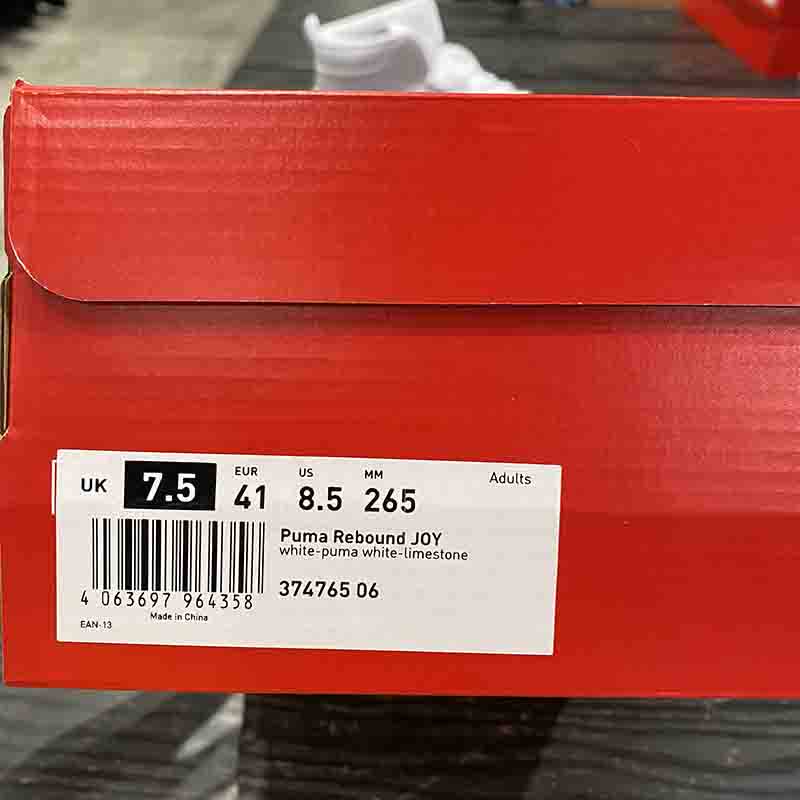 UK 7.5 EUR 41 US 8.5 MM 265 Adults
Puma Rebound JOY
white-puma white-limestone
374765 06
4 063697 964358
Made in China
EAN-13